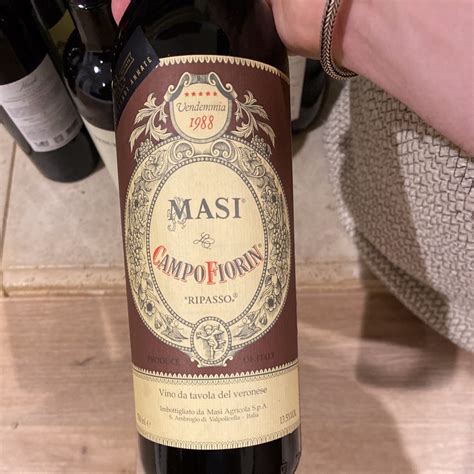 Vendemmia
1988
MASI®
CAMPOFIORIN®
"RIPASSO"®
PRODUCE OF ITALY
Vino da tavola del veronese
Imbottigliato da Masi Agricola S.p.A.
S. Ambrogio di Valpolicella - Italia